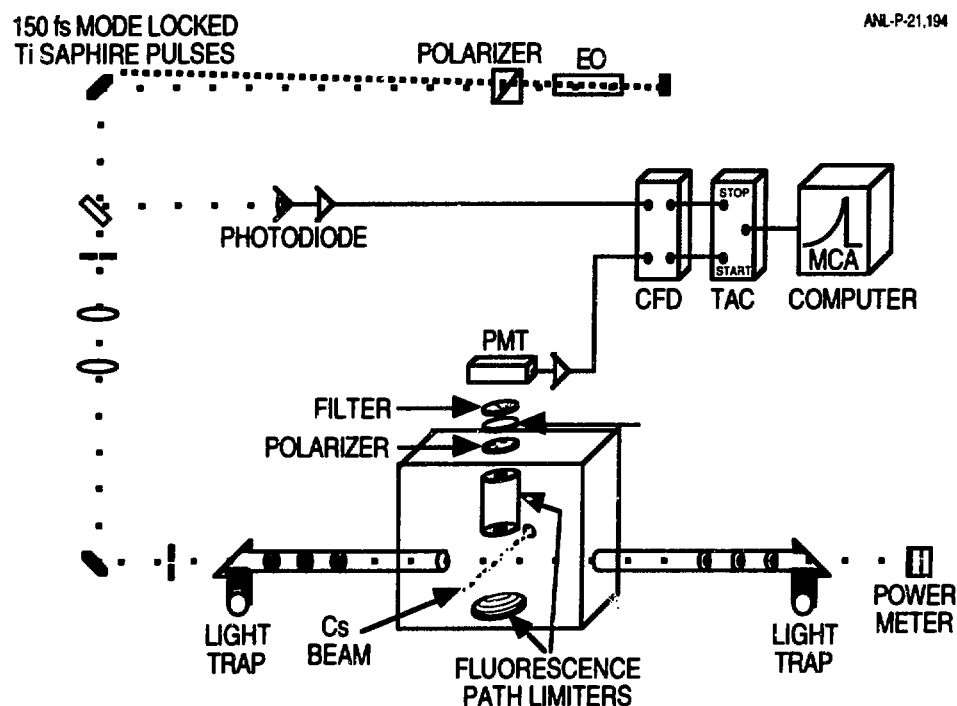 150 fs MODE LOCKED
Ti SAPHIRE PULSES
ANL-P-21,194
POLARIZER
EO
PHOTODIODE
STOP
START
MCA
CFD
TAC
COMPUTER
PMT
FILTER
POLARIZER
Cs
BEAM
LIGHT
TRAP
FLUORESCENCE
PATH LIMITERS
LIGHT
TRAP
POWER
METER